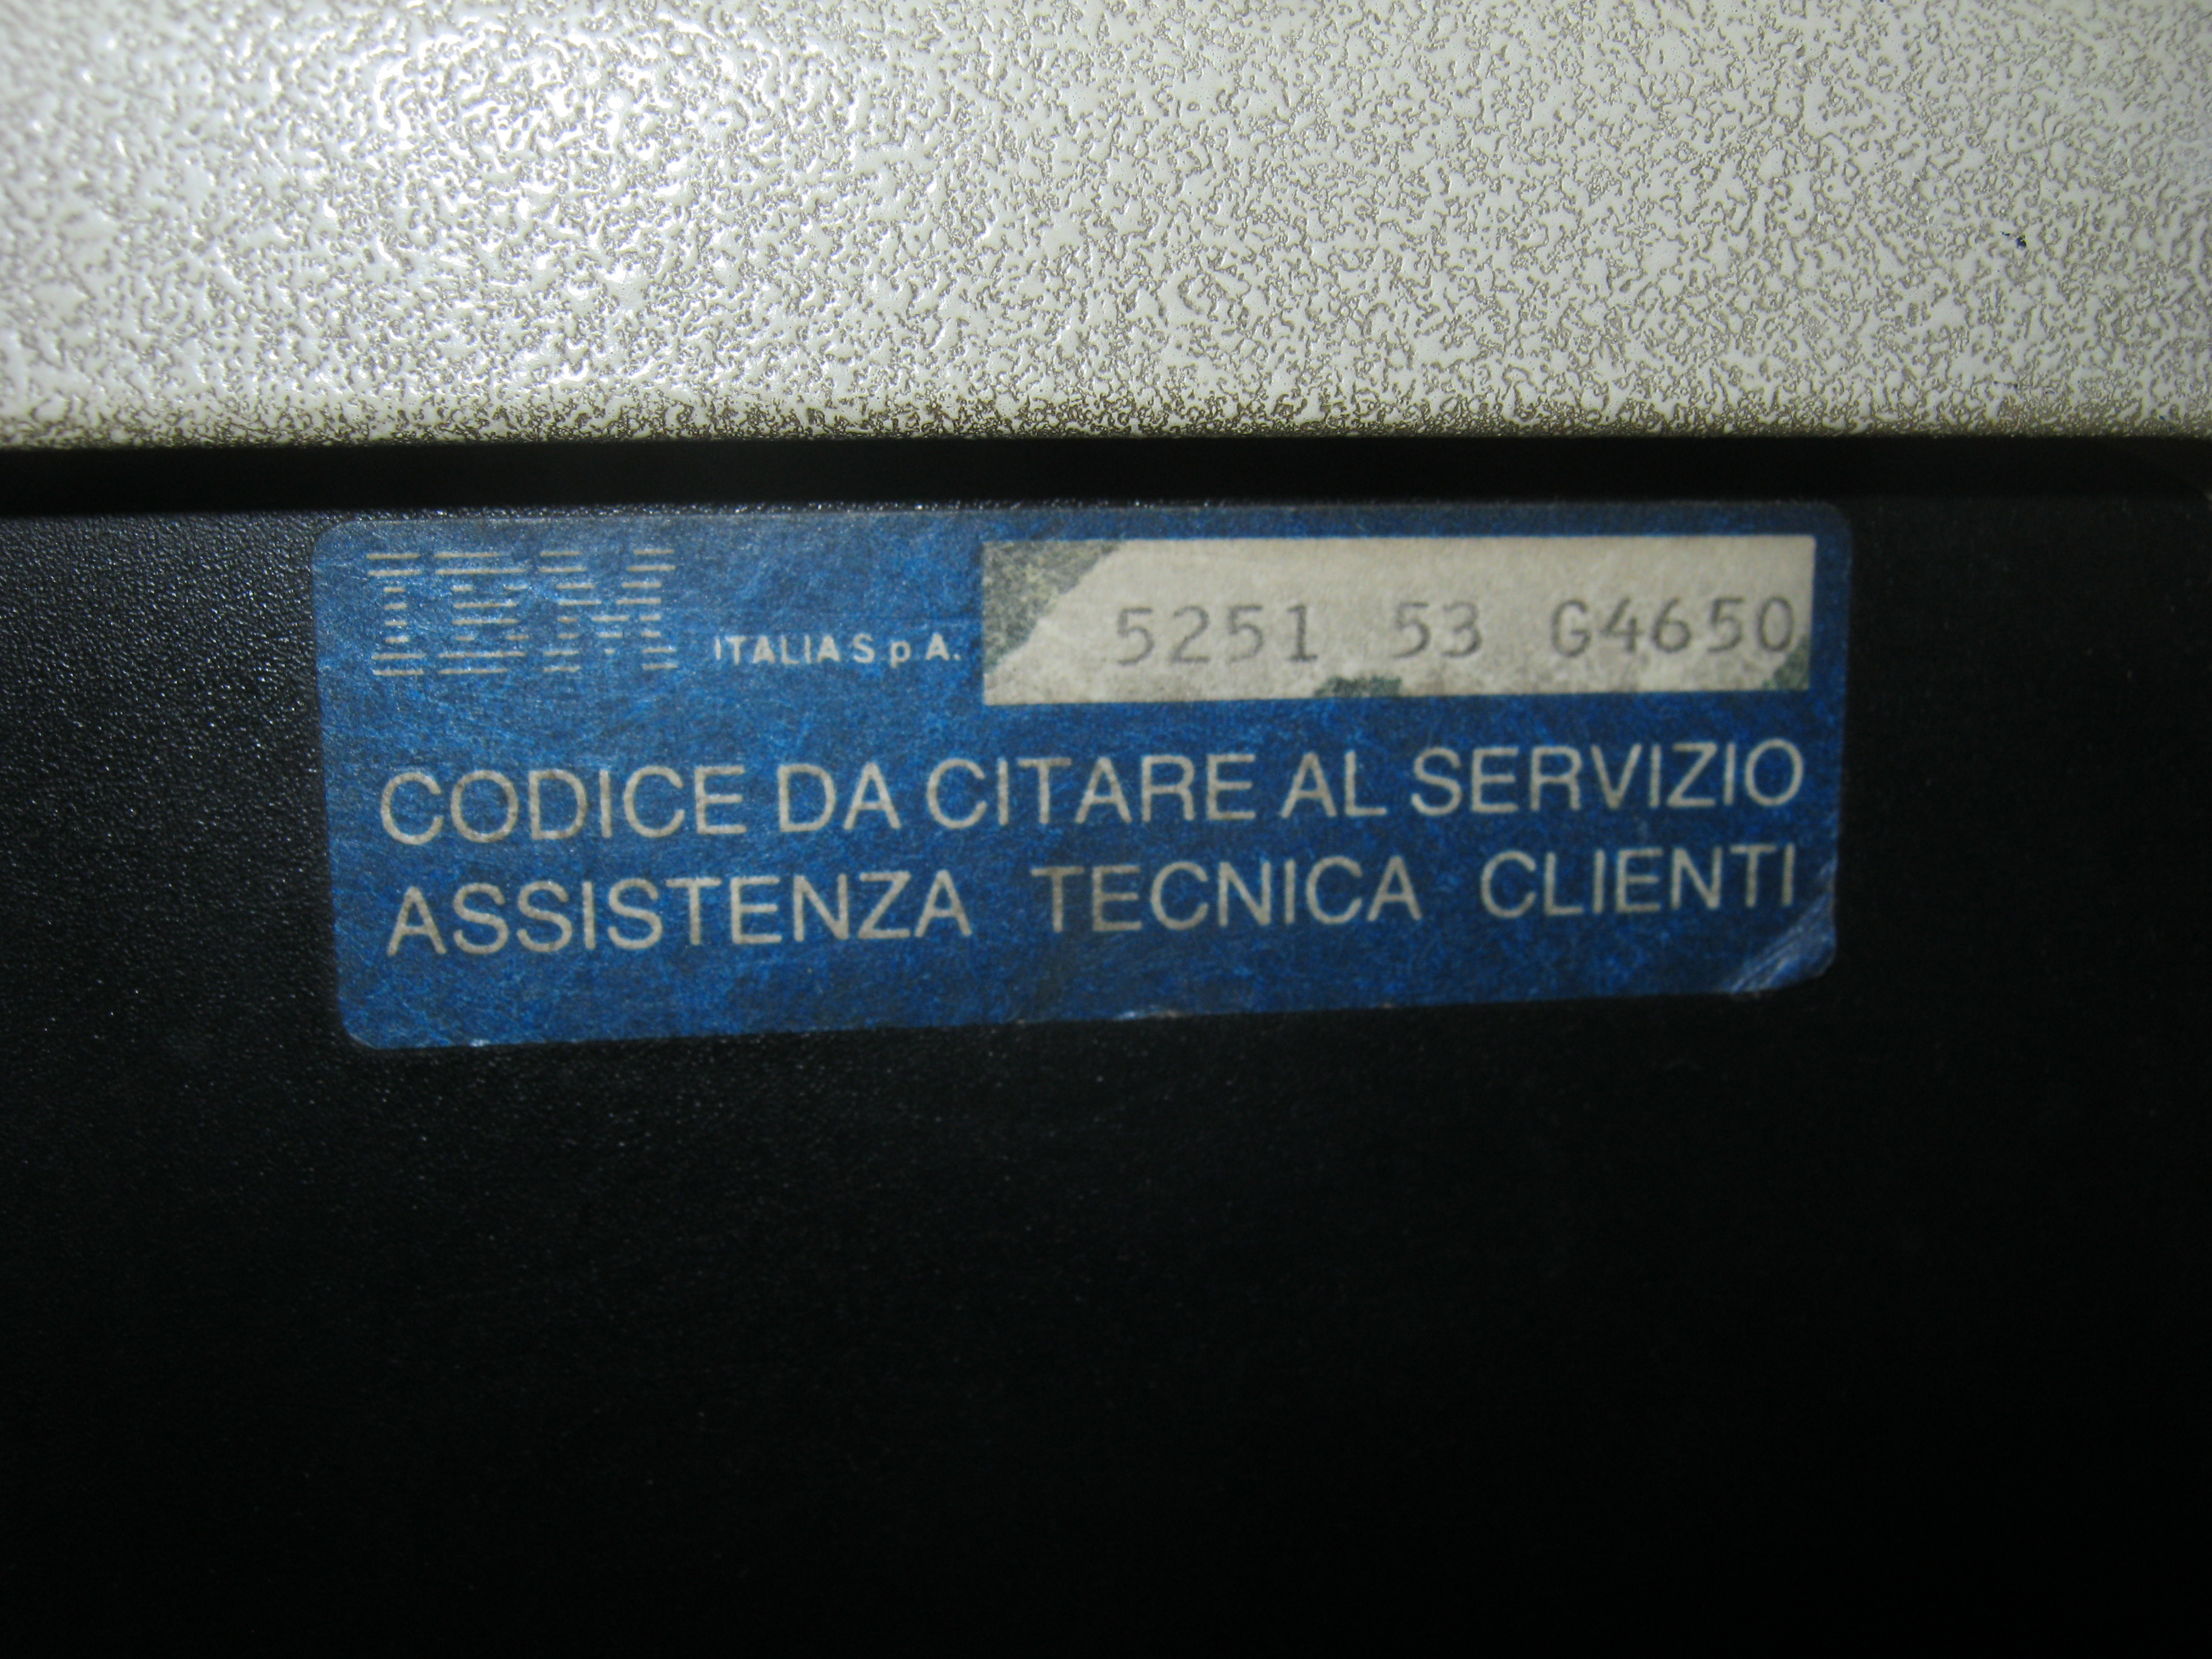 IBM ITALIA S p A. 5251 53 G4650
CODICE DA CITARE AL SERVIZIO
ASSISTENZA TECNICA CLIENTI